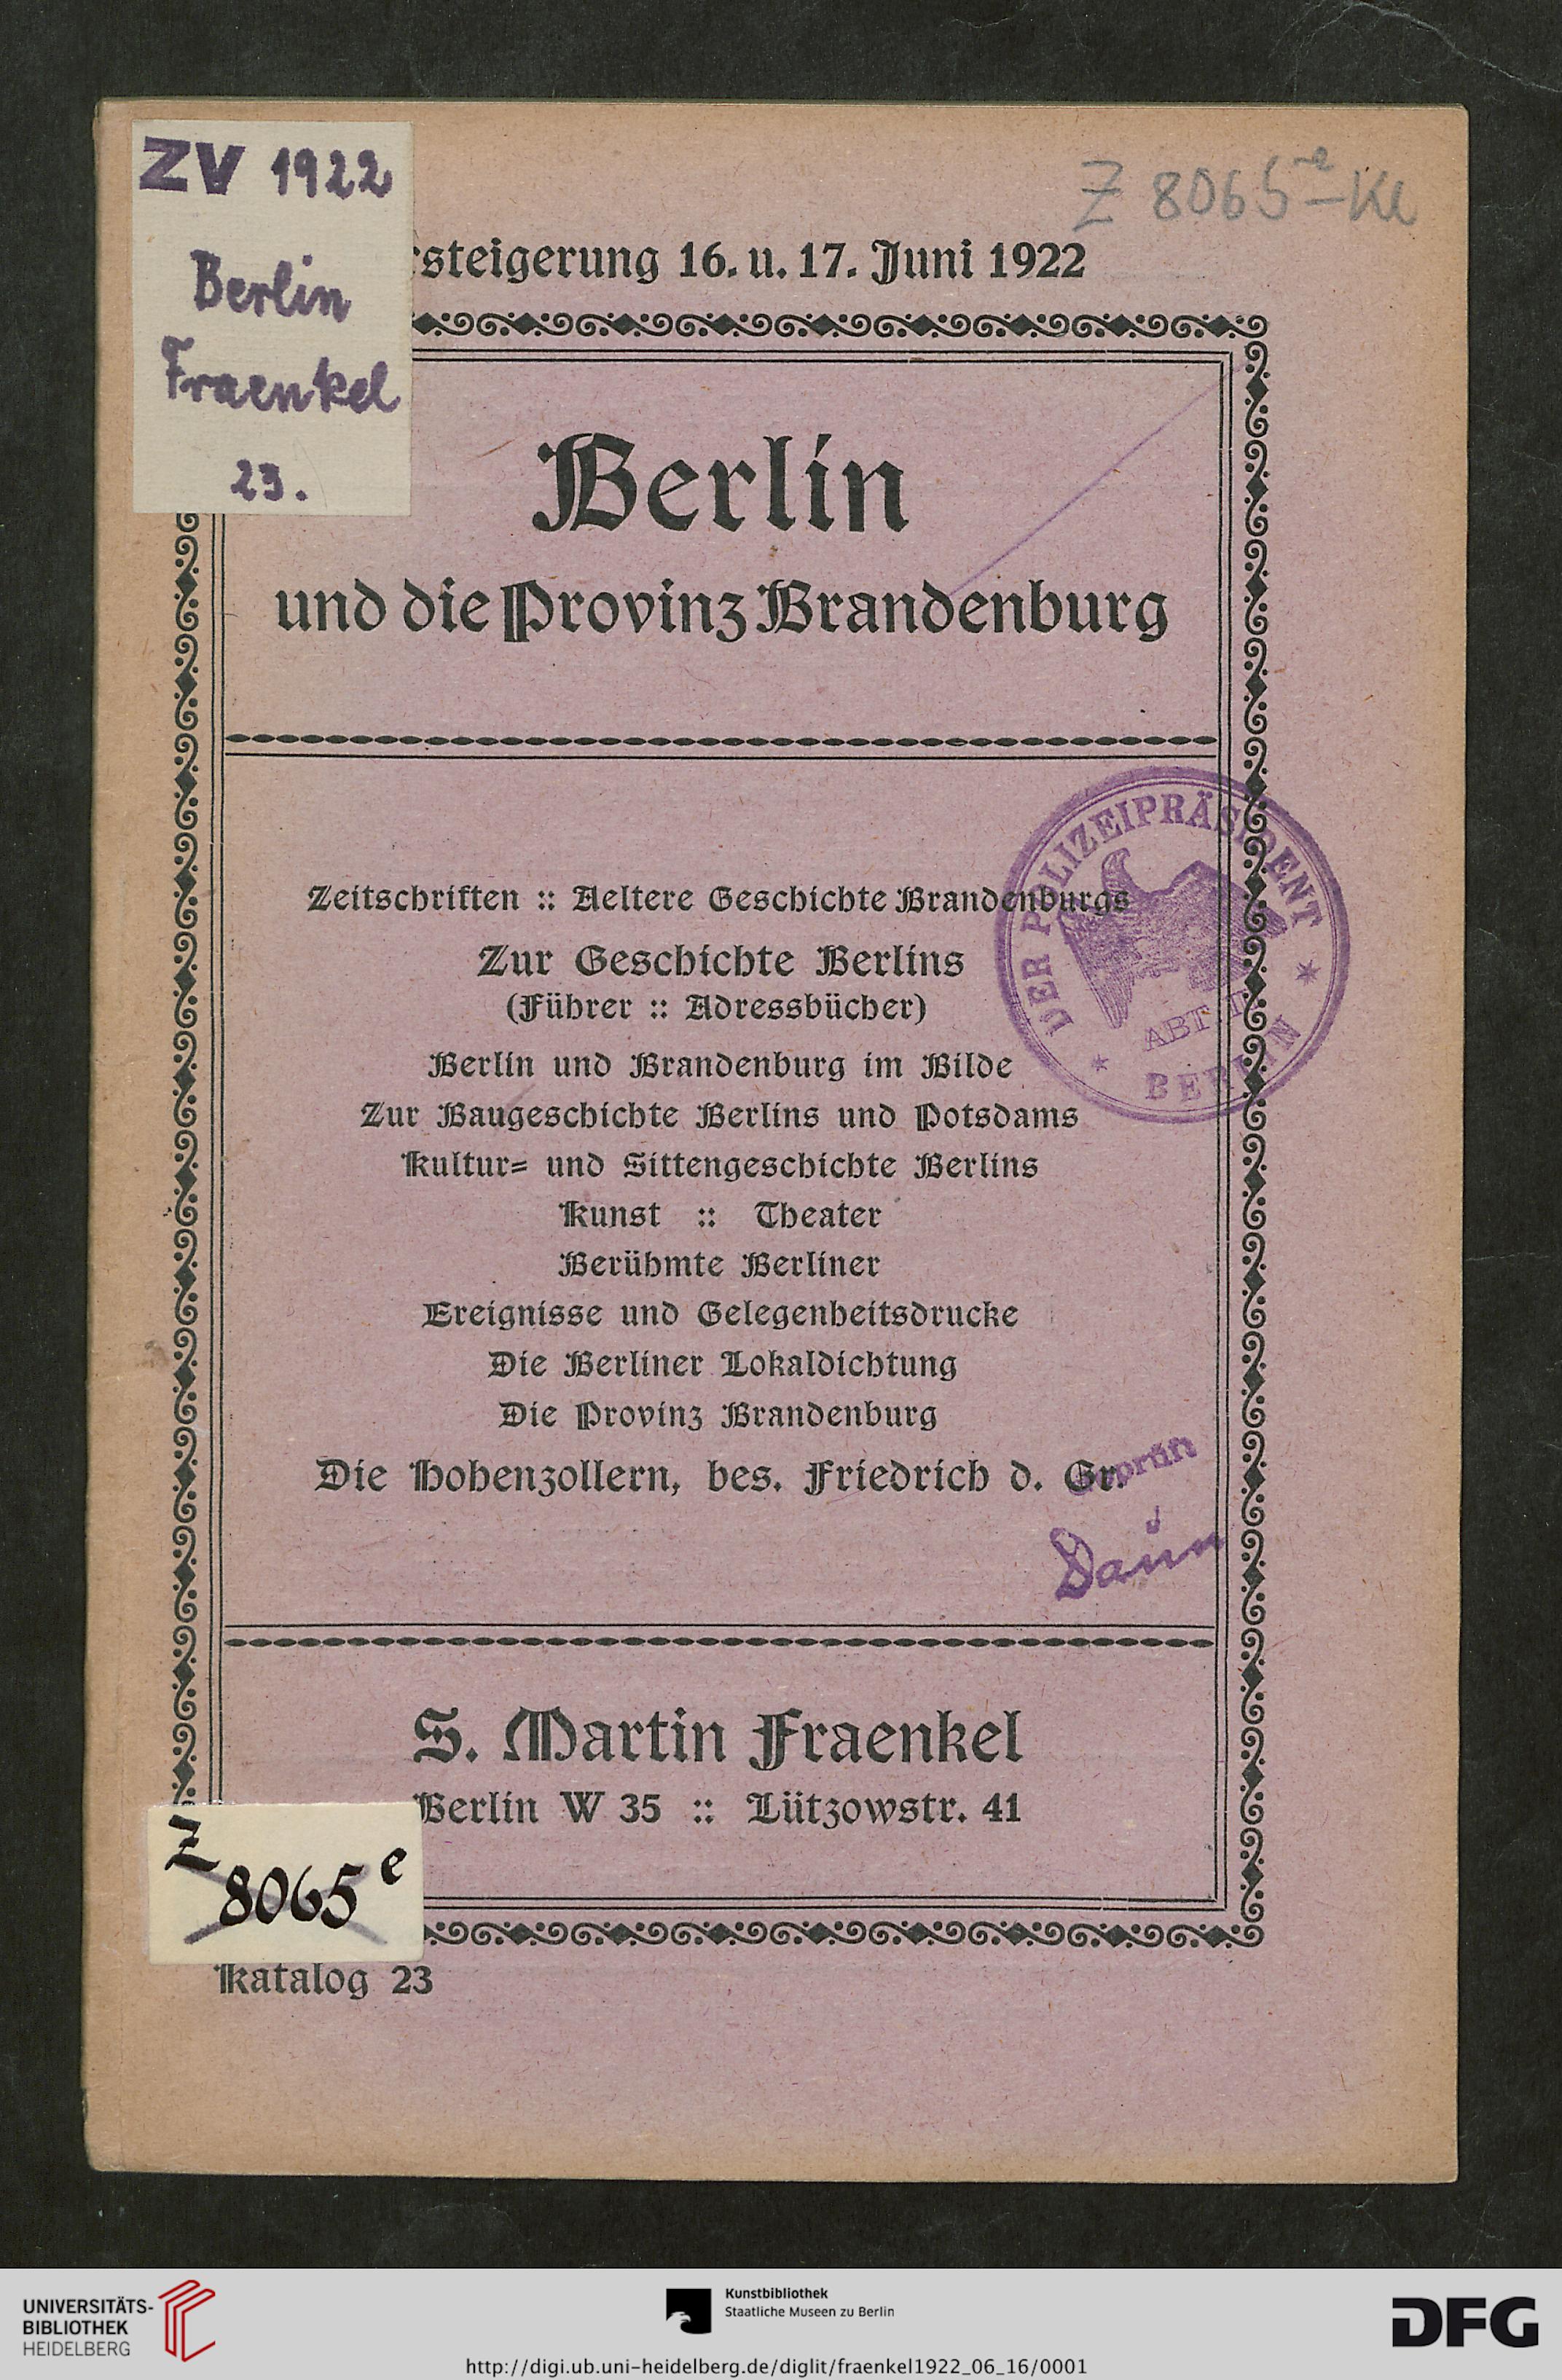 ZV 1922
Berlin
Fraenkel
23.
Z 8065 e
rsteigerung 16. u. 17. Juni 1922
Berlin
und die Provinz Brandenburg
Zeitschriften :: Aeltere Geschichte Brandenburgs
Zur Geschichte Berlins
(Führer :: Adressbücher)
Berlin und Brandenburg im Bilde
Zur Baugeschichte Berlins und Potsdams
Kultur= und Sittengeschichte Berlins
Kunst :: Theater
Berühmte Berliner
Ereignisse und Gelegenheitsdrucke
Die Berliner Lokaldichtung
Die Provinz Brandenburg
Die Hohenzollern, bes. Friedrich d. Gr.
DER POLIZEIPRÄSIDENT
ABT.
BERLIN
S. Martin Fraenkel
Berlin W 35 :: Lützowstr. 41
Z
8065 e
Katalog 23
UNIVERSITÄTS-
BIBLIOTHEK
HEIDELBERG
Kunstbibliothek
Staatliche Museen zu Berlin
DFG
http://digi.ub.uni-heidelberg.de/diglit/fraenkel1922_06_16/0001